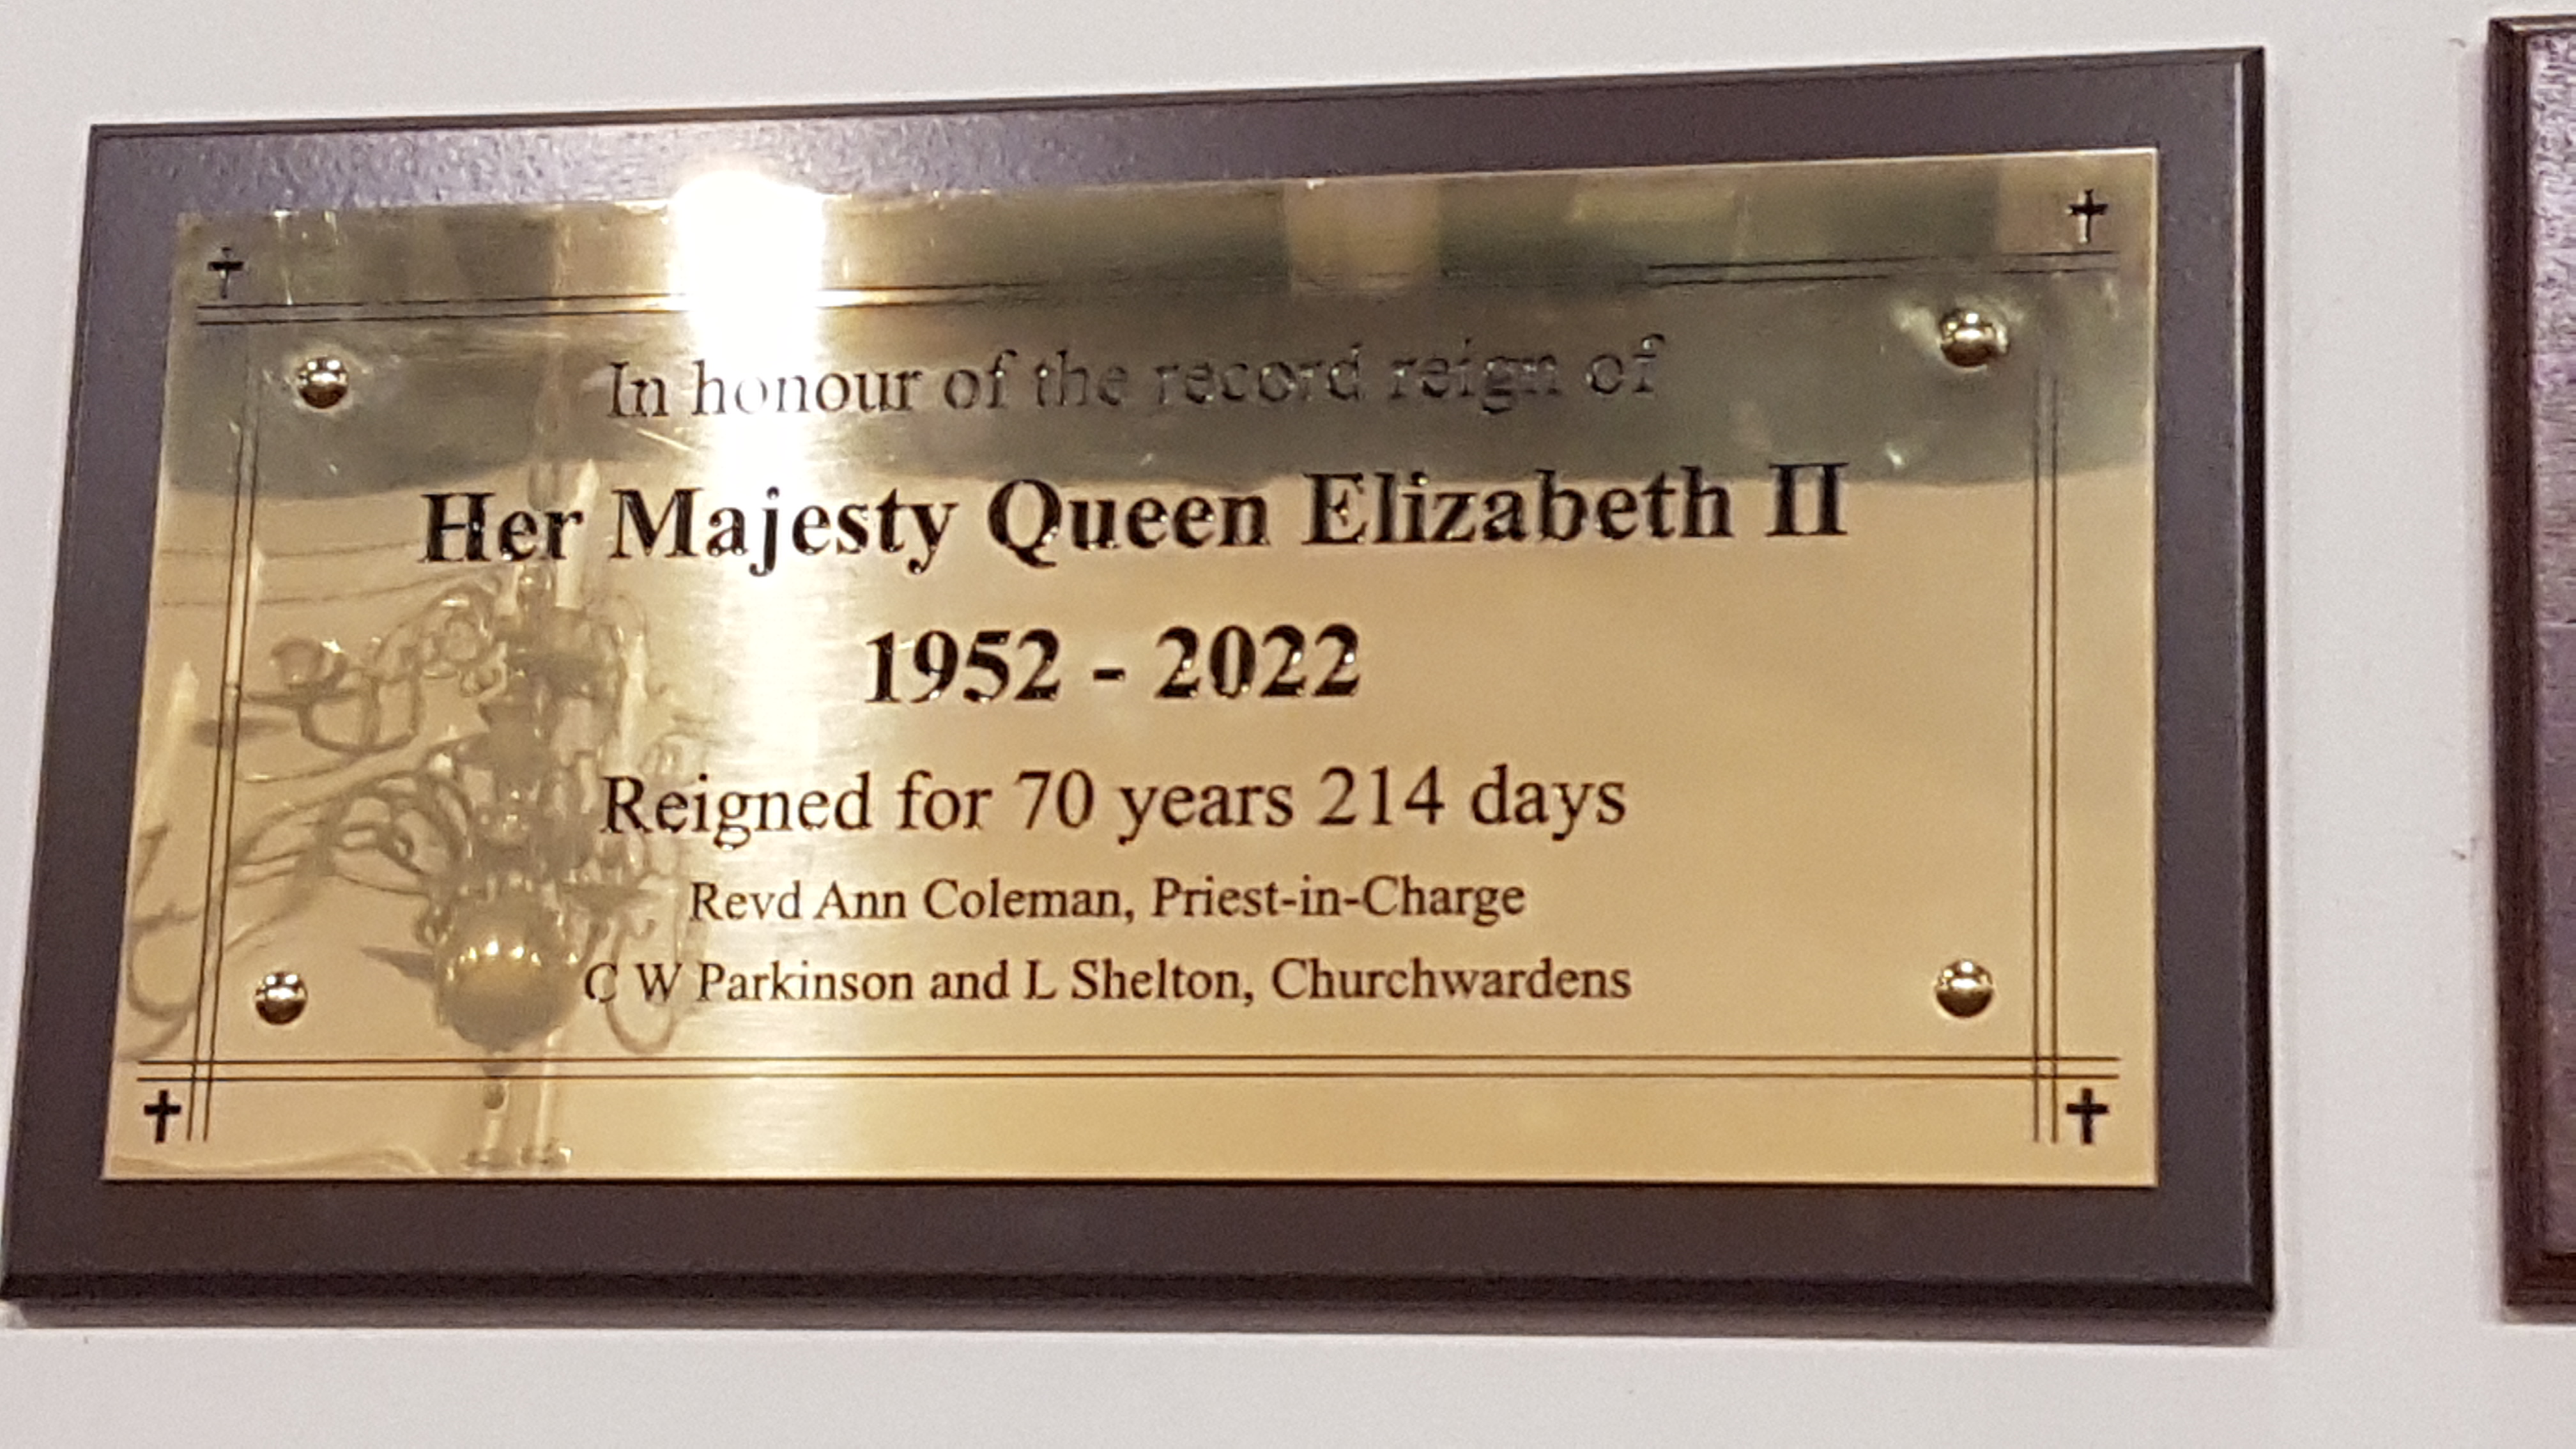 In honour of the record reign of
Her Majesty Queen Elizabeth II
1952 - 2022
Reigned for 70 years 214 days
Revd Ann Coleman, Priest-in-Charge
C W Parkinson and L Shelton, Churchwardens